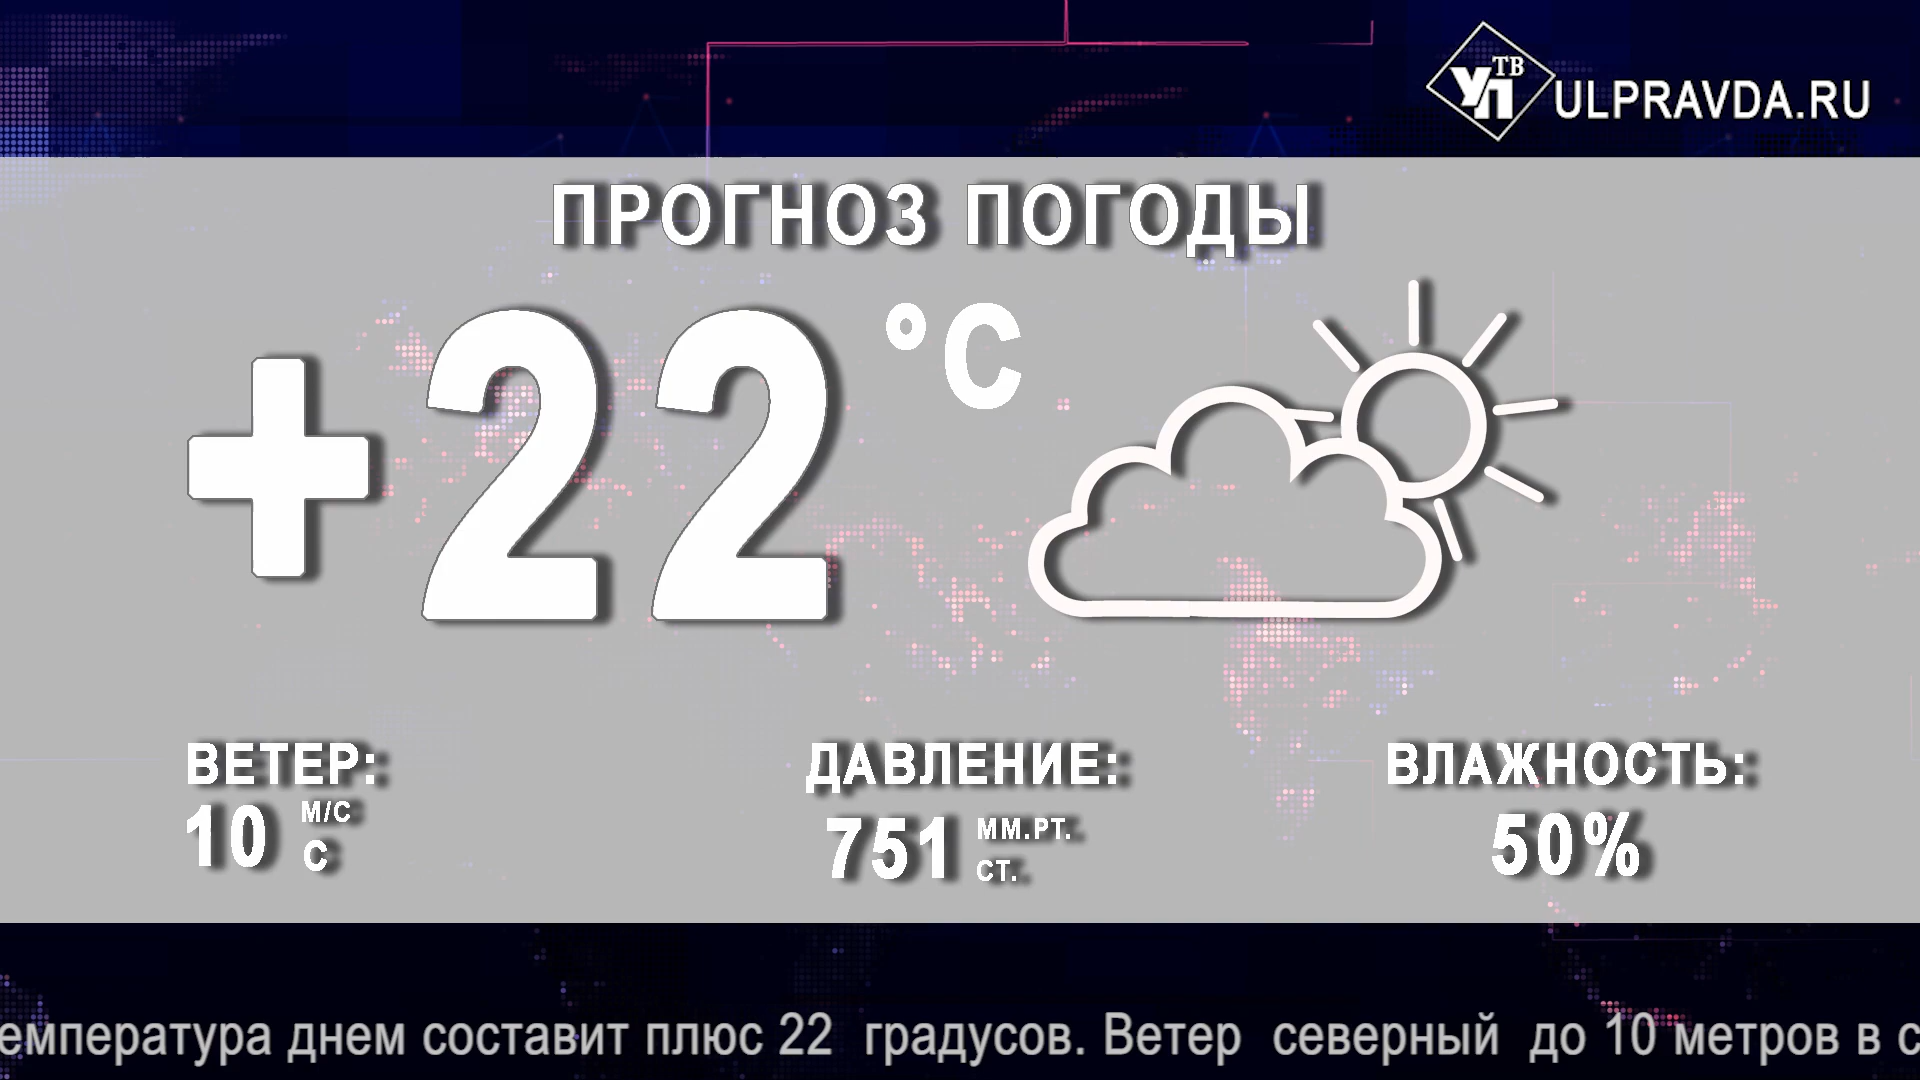 УП ТВ
ULPRAVDA.RU
ПРОГНОЗ ПОГОДЫ
+22 °C
ВЕТЕР:
10 М/С
С
ДАВЛЕНИЕ:
751 ММ.РТ.
СТ.
ВЛАЖНОСТЬ:
50%
емпература днем составит плюс 22 градусов. Ветер северный до 10 метров в с